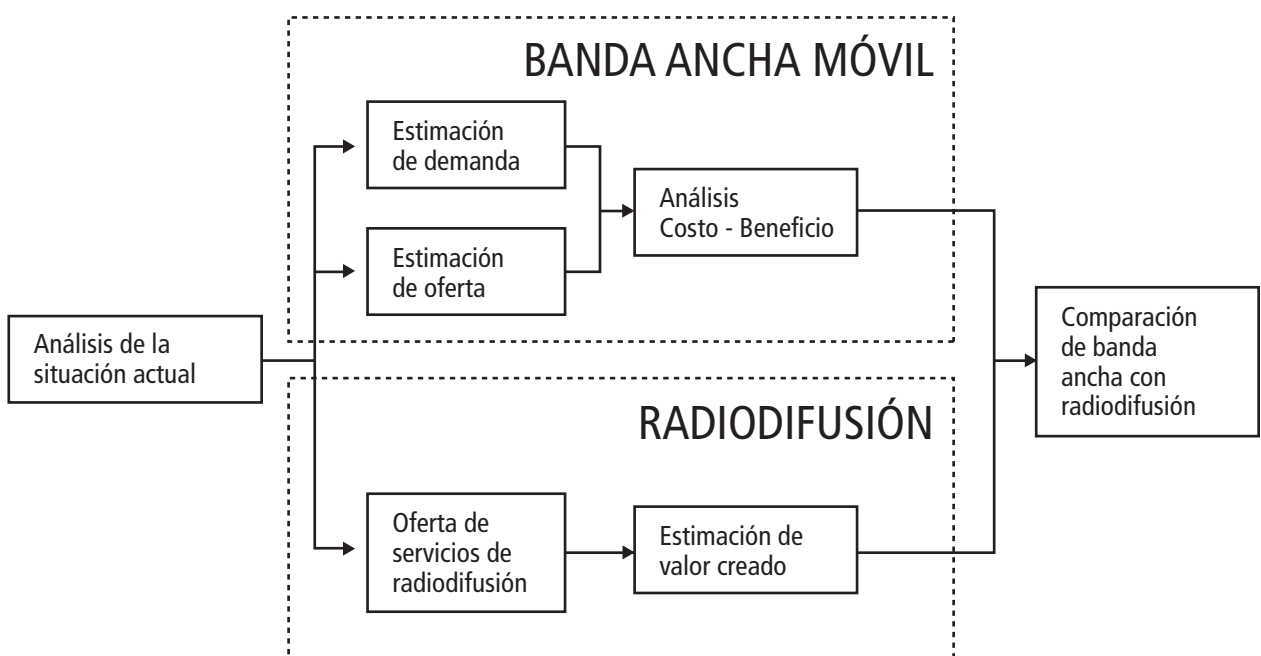 BANDA ANCHA MÓVIL
Estimación
de demanda
Análisis
Costo - Beneficio
Estimación
de oferta
Análisis de la
situación actual
Comparación
de banda
ancha con
radiodifusión
RADIODIFUSIÓN
Oferta de
servicios de
radiodifusión
Estimación de
valor creado